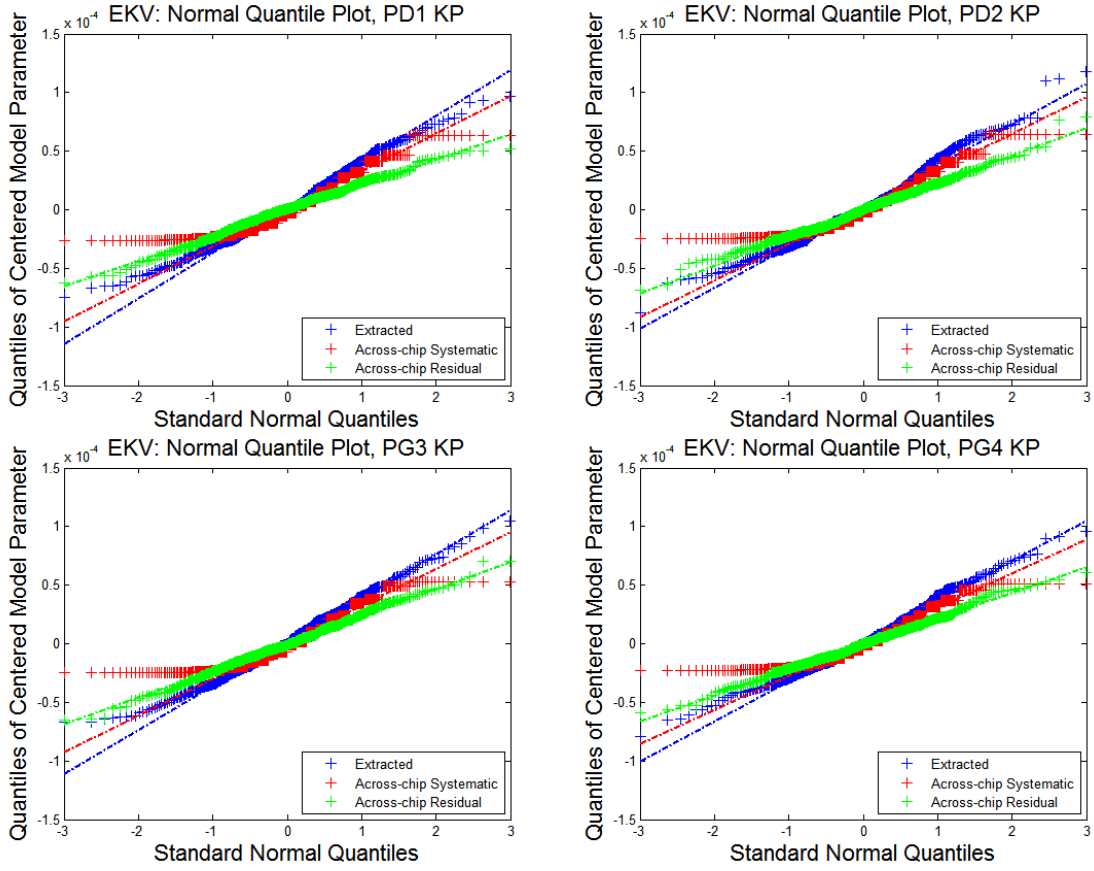 x 10⁻⁴ EKV: Normal Quantile Plot, PD1 KP
Quantiles of Centered Model Parameter
1.5
1
0.5
0
-0.5
-1
-1.5
-3 -2 -1 0 1 2 3
Standard Normal Quantiles
Extracted
Across-chip Systematic
Across-chip Residual
x 10⁻⁴ EKV: Normal Quantile Plot, PD2 KP
Quantiles of Centered Model Parameter
1.5
1
0.5
0
-0.5
-1
-1.5
-3 -2 -1 0 1 2 3
Standard Normal Quantiles
Extracted
Across-chip Systematic
Across-chip Residual
x 10⁻⁴ EKV: Normal Quantile Plot, PG3 KP
Quantiles of Centered Model Parameter
1.5
1
0.5
0
-0.5
-1
-1.5
-3 -2 -1 0 1 2 3
Standard Normal Quantiles
Extracted
Across-chip Systematic
Across-chip Residual
x 10⁻⁴ EKV: Normal Quantile Plot, PG4 KP
Quantiles of Centered Model Parameter
1.5
1
0.5
0
-0.5
-1
-1.5
-3 -2 -1 0 1 2 3
Standard Normal Quantiles
Extracted
Across-chip Systematic
Across-chip Residual